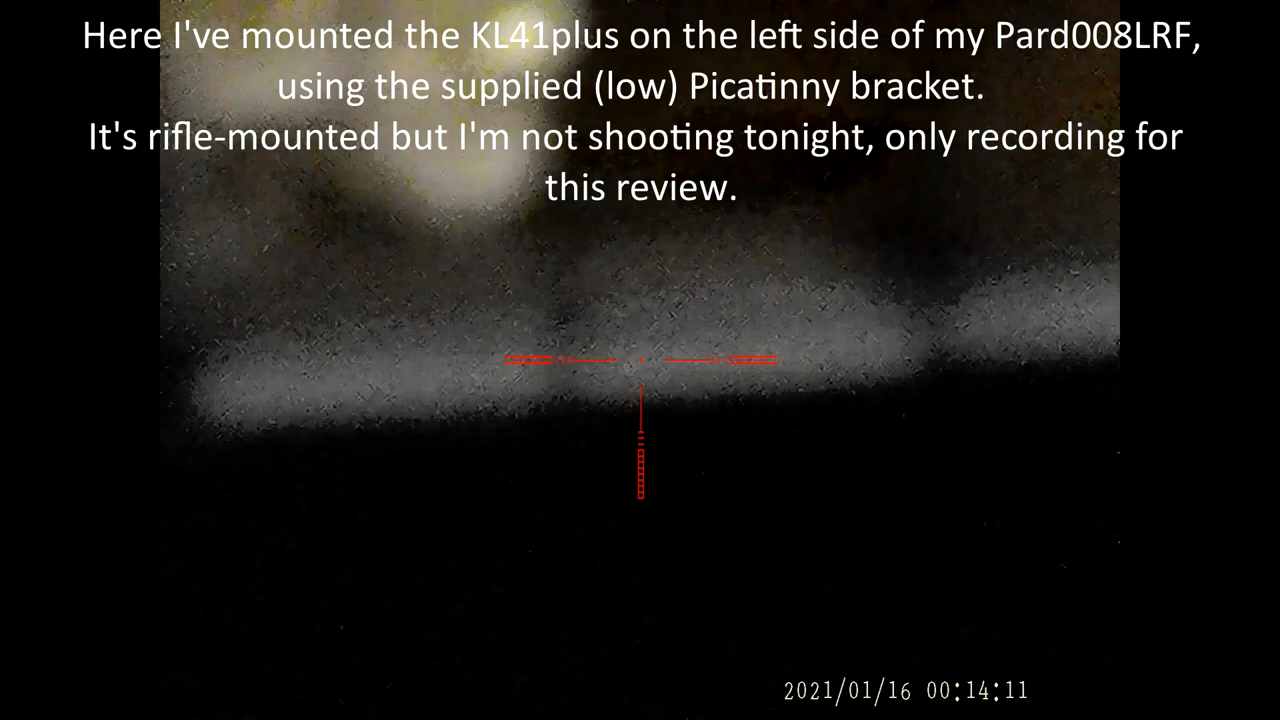 Here I've mounted the KL41plus on the left side of my Pard008LRF,
using the supplied (low) Picatinny bracket.
It's rifle-mounted but I'm not shooting tonight, only recording for
this review.
2021/01/16 00:14:11